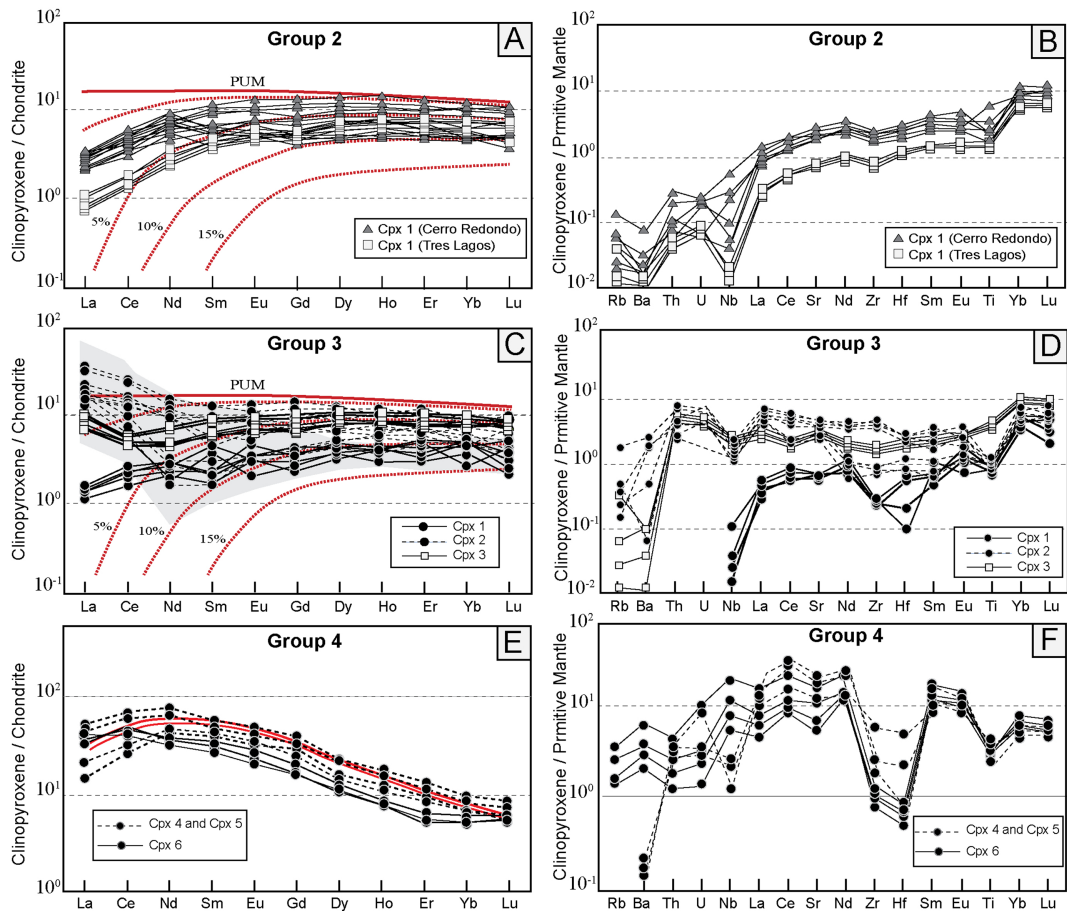 Group 2
A
Clinopyroxene / Chondrite
10²
10¹
10⁰
10⁻¹
PUM
5%
10%
15%
Cpx 1 (Cerro Redondo)
Cpx 1 (Tres Lagos)
La Ce Nd Sm Eu Gd Dy Ho Er Yb Lu
Group 2
B
Clinopyroxene / Prmitive Mantle
10²
10¹
10⁰
10⁻¹
10⁻²
Cpx 1 (Cerro Redondo)
Cpx 1 (Tres Lagos)
Rb Ba Th U Nb La Ce Sr Nd Zr Hf Sm Eu Ti Yb Lu
Group 3
C
Clinopyroxene / Chondrite
10²
10¹
10⁰
10⁻¹
PUM
5%
10%
15%
Cpx 1
Cpx 2
Cpx 3
La Ce Nd Sm Eu Gd Dy Ho Er Yb Lu
Group 3
D
Clinopyroxene / Prmitive Mantle
10²
10¹
10⁰
10⁻¹
10⁻²
Cpx 1
Cpx 2
Cpx 3
Rb Ba Th U Nb La Ce Sr Nd Zr Hf Sm Eu Ti Yb Lu
Group 4
E
Clinopyroxene / Chondrite
10²
10¹
10⁰
Cpx 4 and Cpx 5
Cpx 6
La Ce Nd Sm Eu Gd Dy Ho Er Yb Lu
Group 4
F
Clinopyroxene / Prmitive Mantle
10²
10¹
10⁰
10⁻¹
Cpx 4 and Cpx 5
Cpx 6
Rb Ba Th U Nb La Ce Sr Nd Zr Hf Sm Eu Ti Yb Lu